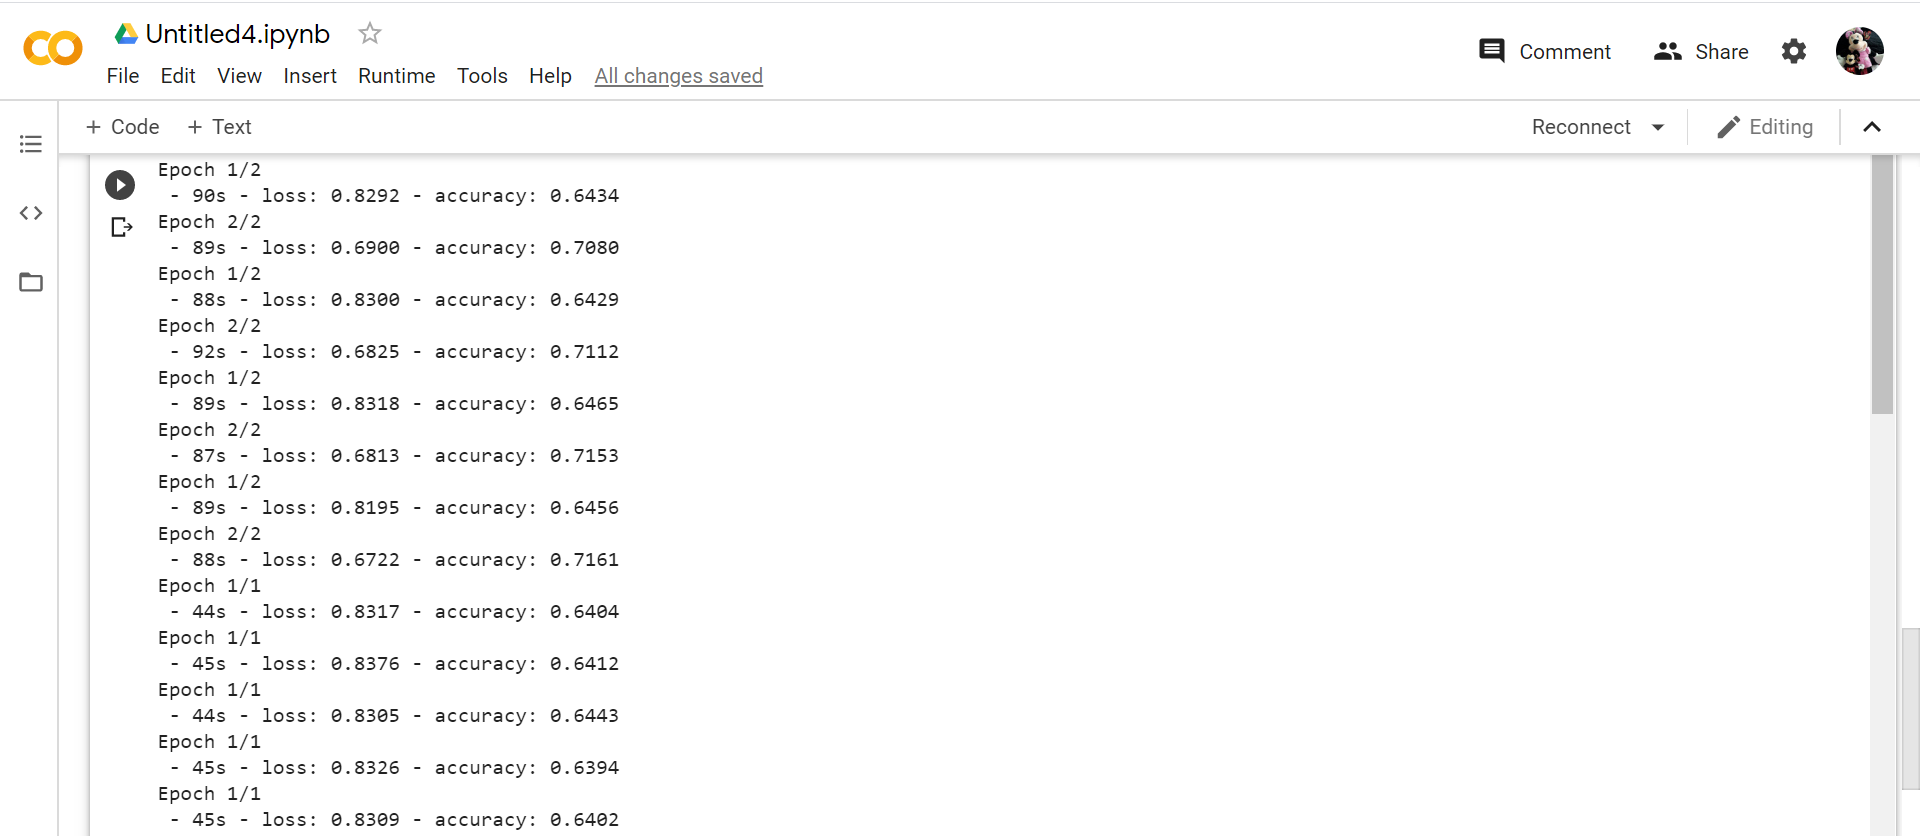 Untitled4.ipynb
File Edit View Insert Runtime Tools Help All changes saved
Comment Share
+ Code + Text
Reconnect Editing
Epoch 1/2
- 90s - loss: 0.8292 - accuracy: 0.6434
Epoch 2/2
- 89s - loss: 0.6900 - accuracy: 0.7080
Epoch 1/2
- 88s - loss: 0.8300 - accuracy: 0.6429
Epoch 2/2
- 92s - loss: 0.6825 - accuracy: 0.7112
Epoch 1/2
- 89s - loss: 0.8318 - accuracy: 0.6465
Epoch 2/2
- 87s - loss: 0.6813 - accuracy: 0.7153
Epoch 1/2
- 89s - loss: 0.8195 - accuracy: 0.6456
Epoch 2/2
- 88s - loss: 0.6722 - accuracy: 0.7161
Epoch 1/1
- 44s - loss: 0.8317 - accuracy: 0.6404
Epoch 1/1
- 45s - loss: 0.8376 - accuracy: 0.6412
Epoch 1/1
- 44s - loss: 0.8305 - accuracy: 0.6443
Epoch 1/1
- 45s - loss: 0.8326 - accuracy: 0.6394
Epoch 1/1
- 45s - loss: 0.8309 - accuracy: 0.6402